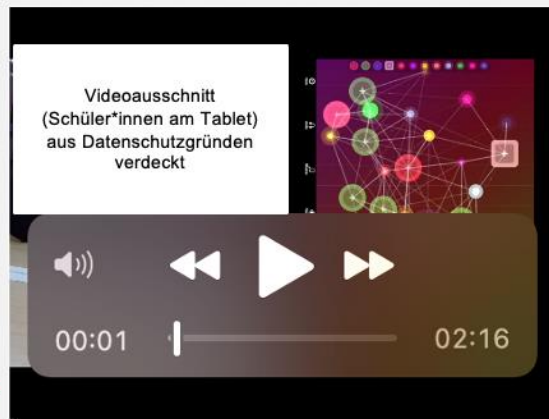 Videoausschnitt
(Schüler*innen am Tablet)
aus Datenschutzgründen
verdeckt
00:01
02:16